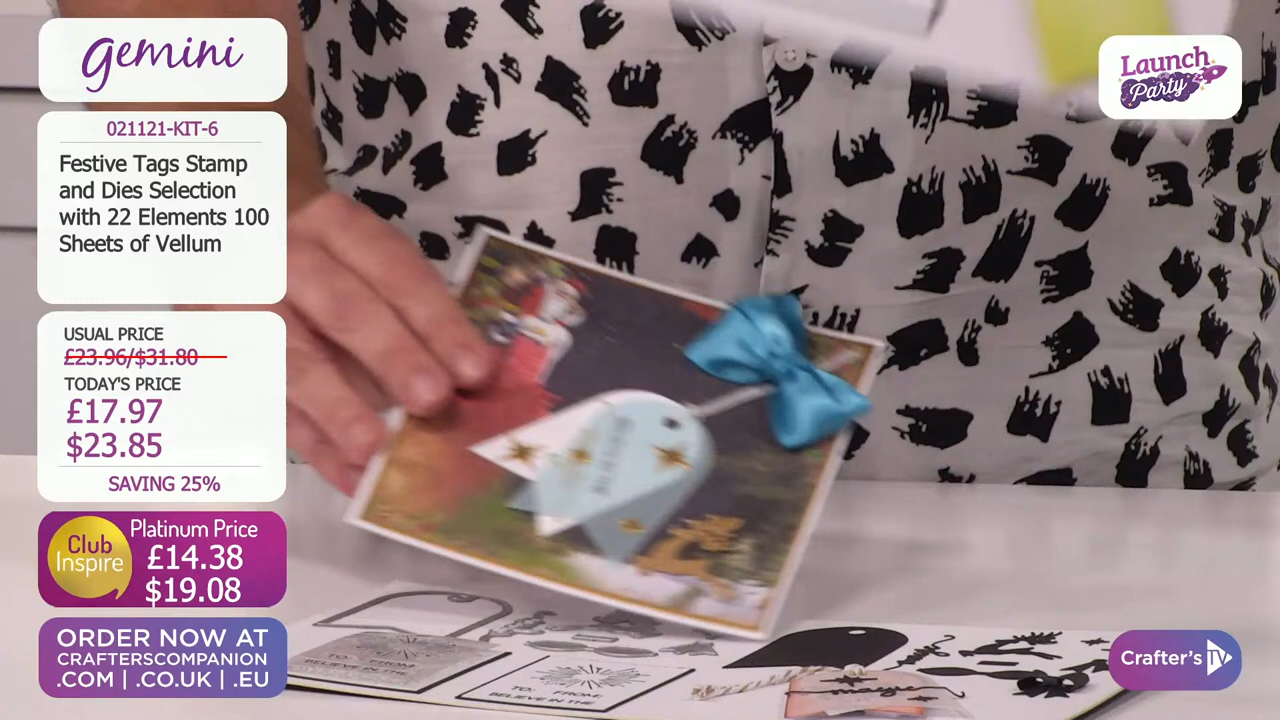 gemini
021121-KIT-6
Festive Tags Stamp
and Dies Selection
with 22 Elements 100
Sheets of Vellum
USUAL PRICE
£23.96/$31.80
TODAY'S PRICE
£17.97
$23.85
SAVING 25%
Club
Inspire
Platinum Price
£14.38
$19.08
ORDER NOW AT
CRAFTERSCOMPANION
.COM | .CO.UK | .EU
Launch
Party
TO: FROM:
BELIEVE IN THE
TO: FROM:
BELIEVE IN THE
magic
Crafter's TV